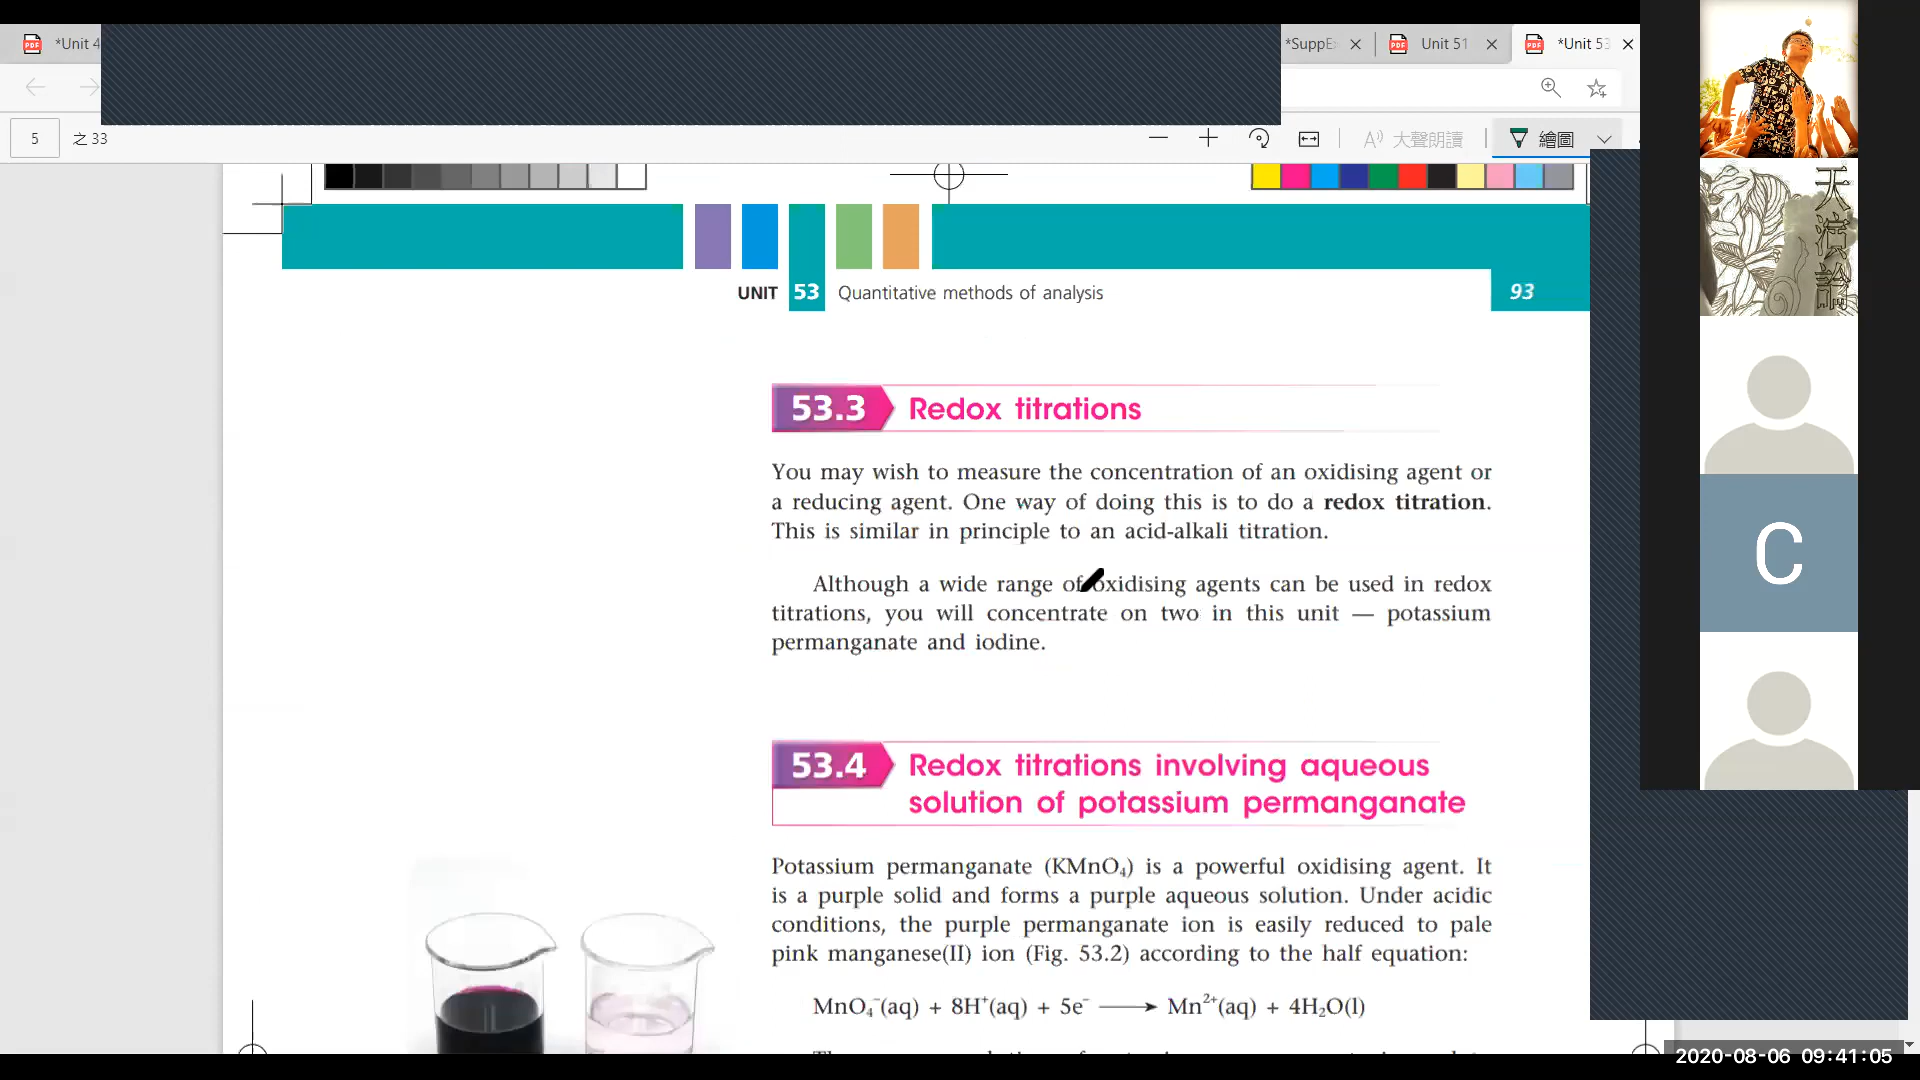 *Unit 4
*SuppEx
Unit 51
*Unit 53
5
之 33
大聲朗讀
繪圖
UNIT 53 Quantitative methods of analysis
93
53.3 Redox titrations
You may wish to measure the concentration of an oxidising agent or
a reducing agent. One way of doing this is to do a redox titration.
This is similar in principle to an acid-alkali titration.
Although a wide range of oxidising agents can be used in redox
titrations, you will concentrate on two in this unit — potassium
permanganate and iodine.
53.4 Redox titrations involving aqueous
solution of potassium permanganate
Potassium permanganate (KMnO₄) is a powerful oxidising agent. It
is a purple solid and forms a purple aqueous solution. Under acidic
conditions, the purple permanganate ion is easily reduced to pale
pink manganese(II) ion (Fig. 53.2) according to the half equation:
MnO₄⁻(aq) + 8H⁺(aq) + 5e⁻ ⟶ Mn²⁺(aq) + 4H₂O(l)
C
2020-08-06 09:41:05